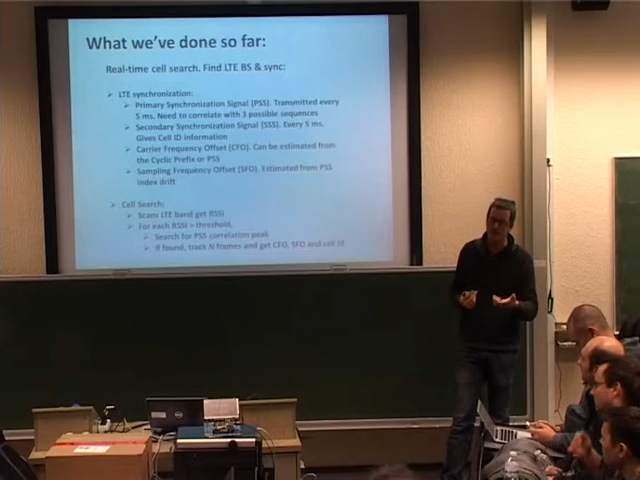 What we've done so far:
Real-time cell search. Find LTE BS & sync:
LTE synchronization:
Primary Synchronization Signal (PSS). Transmitted every
5 ms. Need to correlate with 3 possible sequences
Secondary Synchronization Signal (SSS). Every 5 ms.
Gives Cell ID information
Carrier Frequency Offset (CFO). Can be estimated from
the Cyclic Prefix or PSS
Sampling Frequency Offset (SFO). Estimated from PSS
index drift
Cell Search:
Scans LTE band get RSSI
For each RSSI > threshold,
Search for PSS correlation peak
If found, track N frames and get CFO, SFO and cell ID
DELL